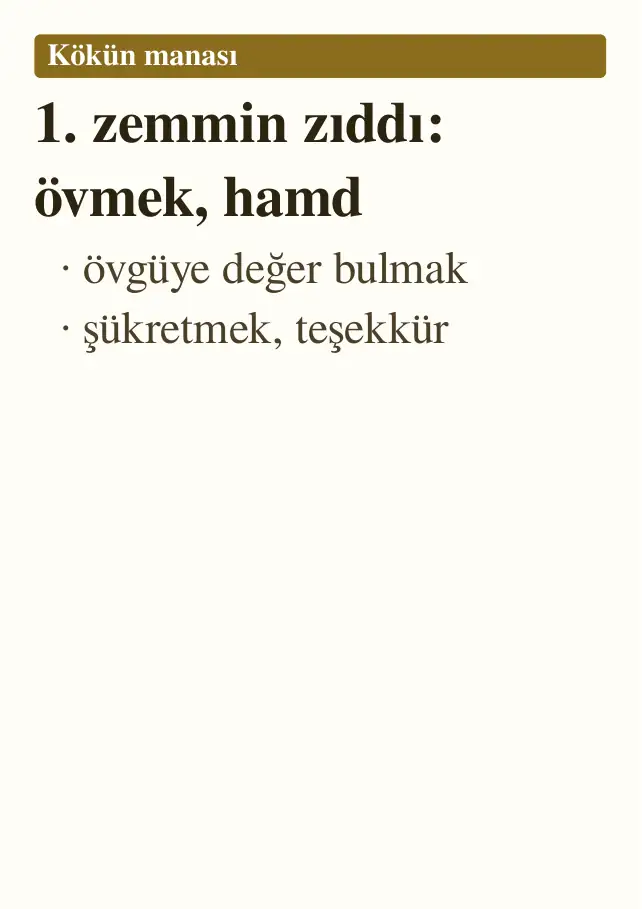 Kökün manası
1. zemmin zıddı:
övmek, hamd
· övgüye değer bulmak
· şükretmek, teşekkür